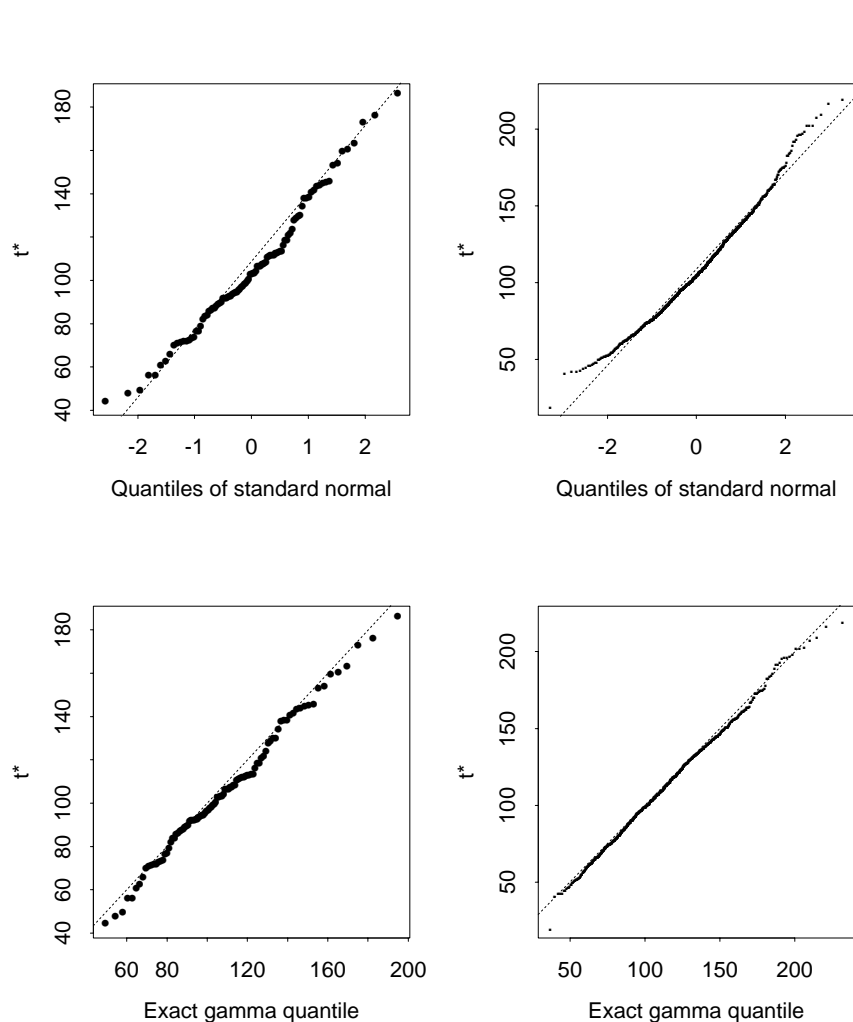 t*
180
140
100
80
60
40
-2 -1 0 1 2
Quantiles of standard normal
t*
200
150
100
50
-2 0 2
Quantiles of standard normal
t*
180
140
100
80
60
40
60 80 120 160 200
Exact gamma quantile
t*
200
150
100
50
50 100 150 200
Exact gamma quantile